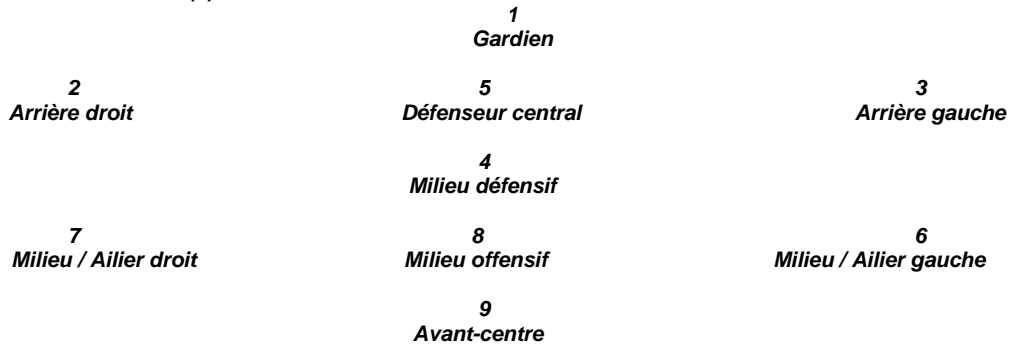 1
Gardien
2 5 3
Arrière droit Défenseur central Arrière gauche
4
Milieu défensif
7 8 6
Milieu / Ailier droit Milieu offensif Milieu / Ailier gauche
9
Avant-centre